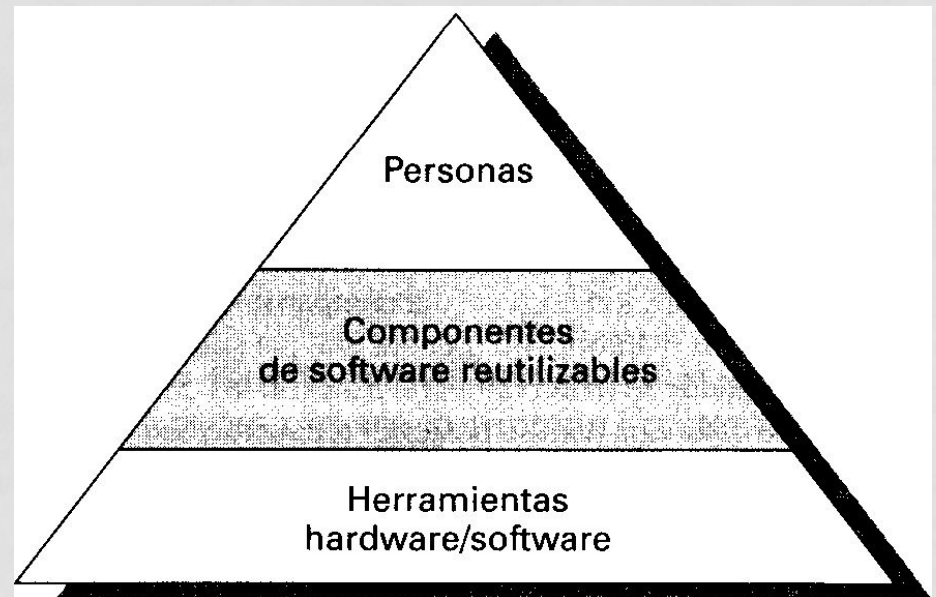 Personas
Componentes
de software reutilizables
Herramientas
hardware/software